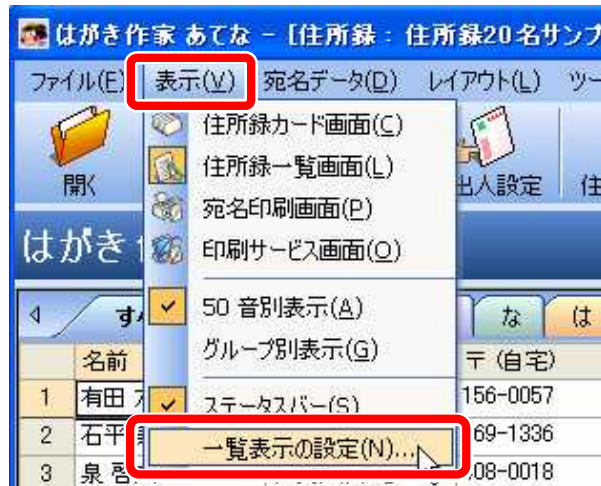 はがき作家 あてな - [住所録 : 住所録20名サンプ
ファイル(F) 表示(V) 宛名データ(D) レイアウト(L) ツー
開く
住所録カード画面(C)
住所録一覧画面(L)
宛名印刷画面(P)
印刷サービス画面(O)
出人設定
はがき
50 音別表示(A)
グループ別表示(G)
ステータスバー(S)
一覧表示の設定(N)...
な は
名前 〒 (自宅)
1 有田 156-0057
2 石平 69-1336
3 泉 08-0018